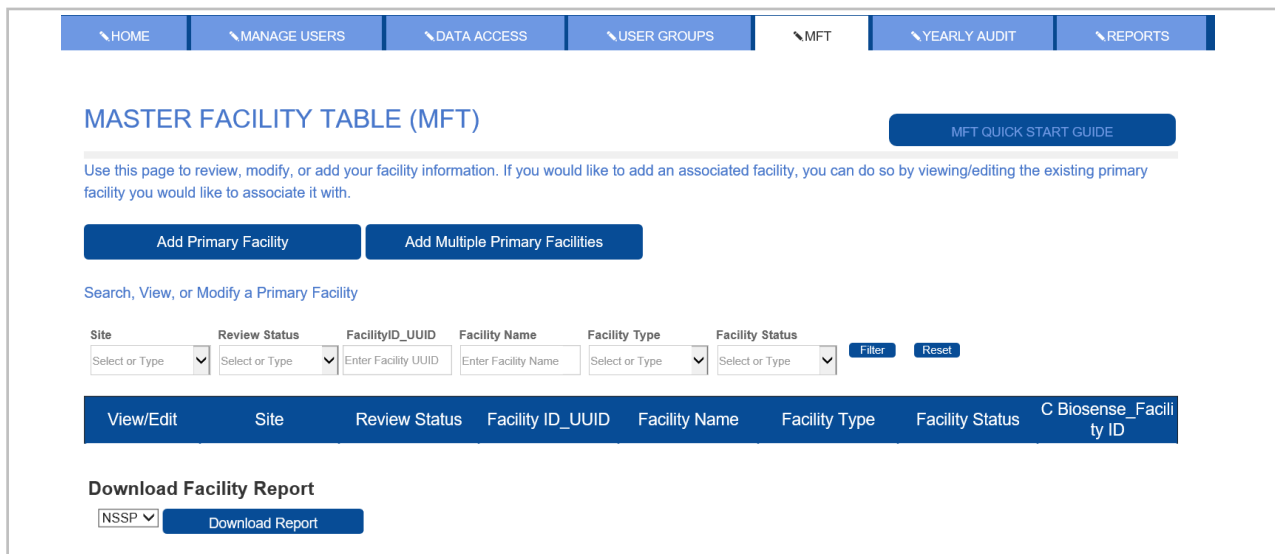 HOME MANAGE USERS DATA ACCESS USER GROUPS MFT YEARLY AUDIT REPORTS
MASTER FACILITY TABLE (MFT)
MFT QUICK START GUIDE
Use this page to review, modify, or add your facility information. If you would like to add an associated facility, you can do so by viewing/editing the existing primary
facility you would like to associate it with.
Add Primary Facility Add Multiple Primary Facilities
Search, View, or Modify a Primary Facility
Site Review Status FacilityID_UUID Facility Name Facility Type Facility Status
Select or Type Select or Type Enter Facility UUID Enter Facility Name Select or Type Select or Type Filter Reset
View/Edit Site Review Status Facility ID_UUID Facility Name Facility Type Facility Status C Biosense_Facili
ty ID
Download Facility Report
NSSP Download Report